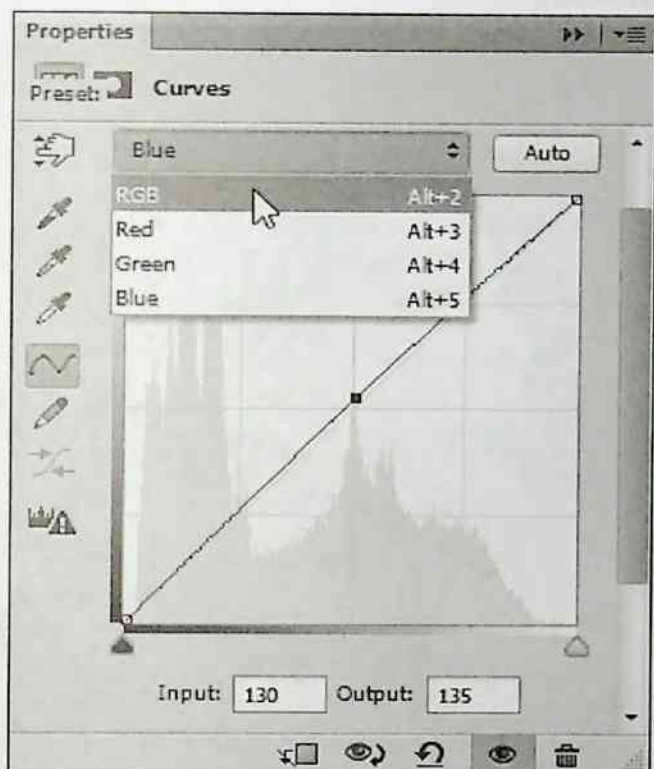 Properties
Preset: Curves
Blue Auto
RGB Alt+2
Red Alt+3
Green Alt+4
Blue Alt+5
Input: 130 Output: 135